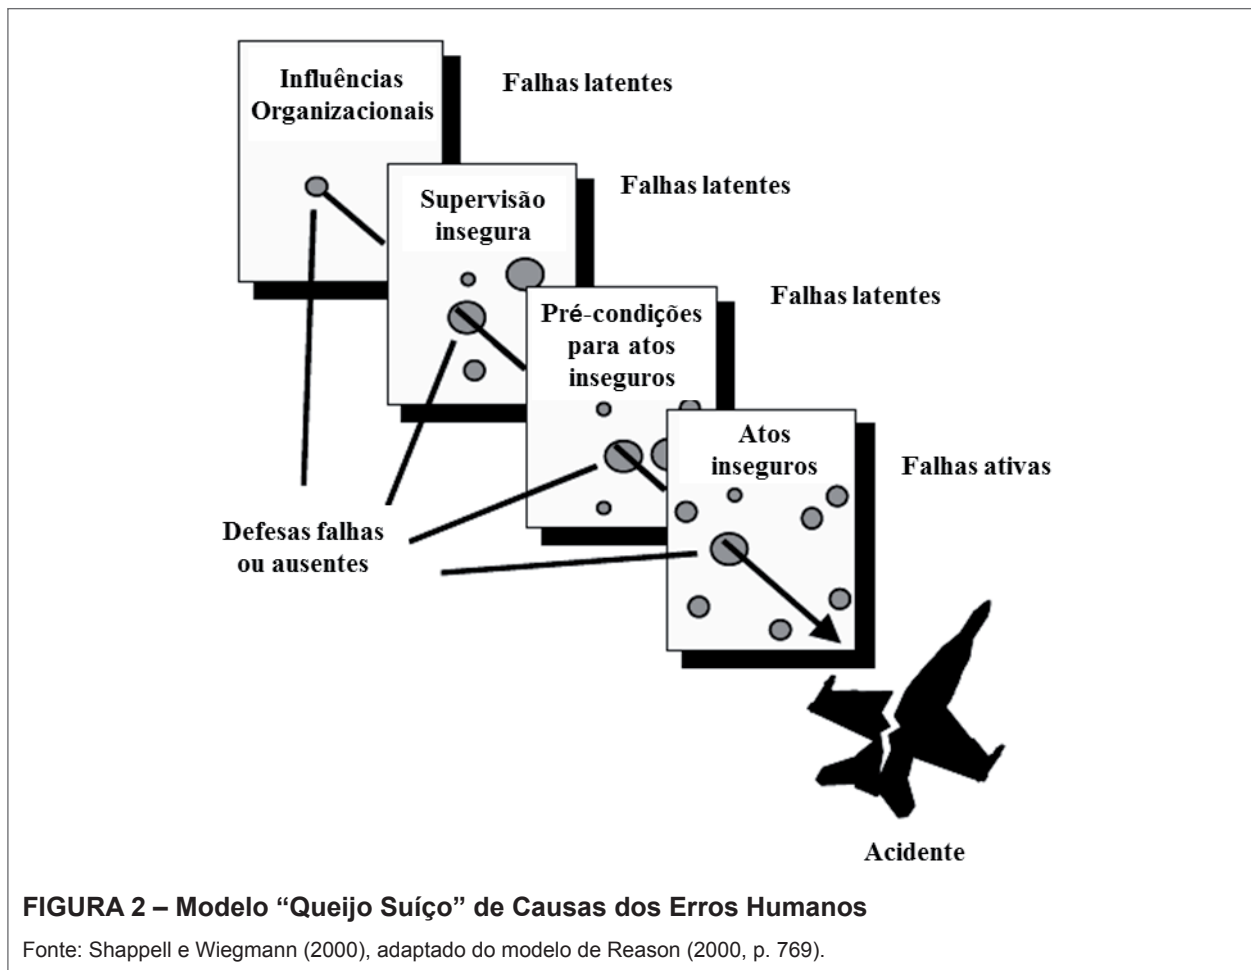 Influências
Organizacionais
Falhas latentes
Supervisão
insegura
Falhas latentes
Pré-condições
para atos
inseguros
Falhas latentes
Atos
inseguros
Falhas ativas
Defesas falhas
ou ausentes
Acidente
FIGURA 2 – Modelo “Queijo Suíço” de Causas dos Erros Humanos
Fonte: Shappell e Wiegmann (2000), adaptado do modelo de Reason (2000, p. 769).